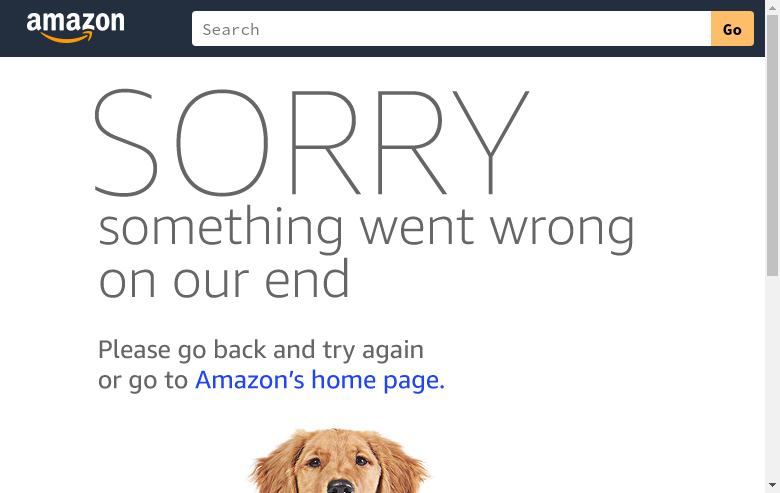 amazon
Search
Go
SORRY
something went wrong
on our end
Please go back and try again
or go to Amazon's home page.